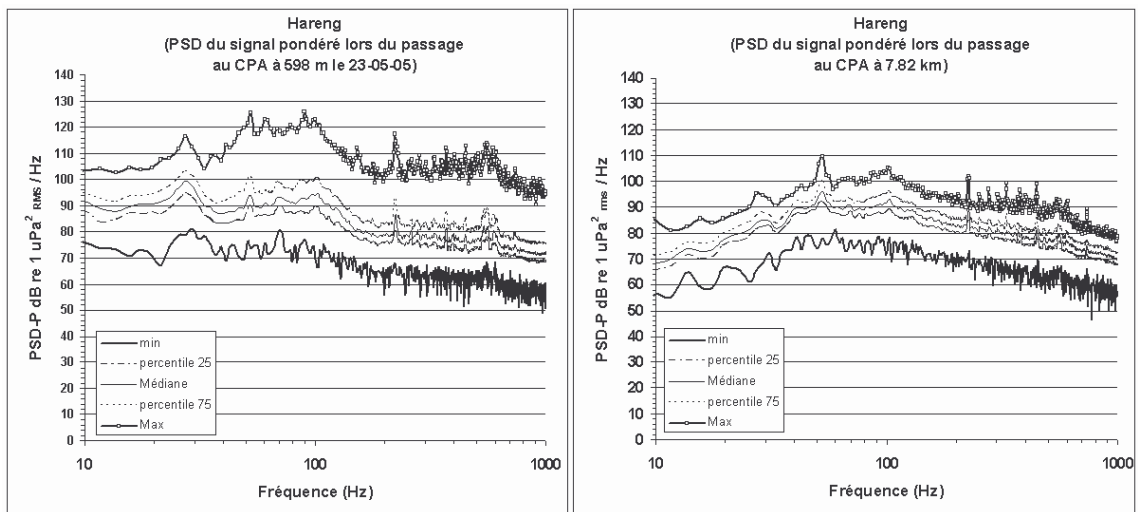 Hareng
(PSD du signal pondéré lors du passage
au CPA à 598 m le 23-05-05)
140
130
120
110
100
90
80
70
60
50
40
30
20
10
0
PSD-P dB re 1 uPa² RMS / Hz
min
percentile 25
Médiane
percentile 75
Max
10
100
1000
Fréquence (Hz)
Hareng
(PSD du signal pondéré lors du passage
au CPA à 7.82 km)
140
130
120
110
100
90
80
70
60
50
40
30
20
10
0
PSD-P dB re 1 uPa² rms / Hz
min
percentile 25
Médiane
percentile 75
Max
10
100
1000
Fréquence (Hz)